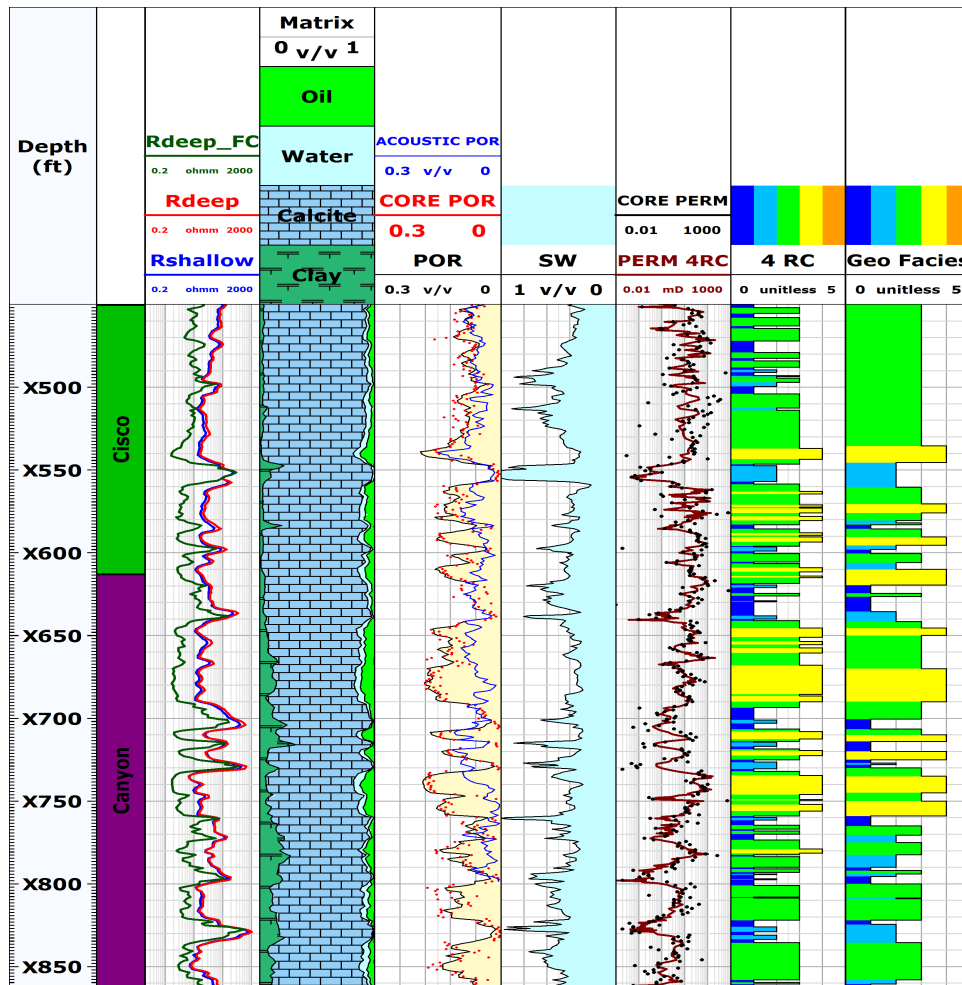 Depth
(ft)
Rdeep_FC
0.2 ohmm 2000
Rdeep
0.2 ohmm 2000
Rshallow
0.2 ohmm 2000
Matrix
0 v/v 1
Oil
Water
Calcite
Clay
ACOUSTIC POR
0.3 v/v 0
CORE POR
0.3 0
POR
0.3 v/v 0
SW
1 v/v 0
CORE PERM
0.01 1000
PERM 4RC
0.01 mD 1000
4 RC
0 unitless 5
Geo Facies
0 unitless 5
Cisco
Canyon
X500
X550
X600
X650
X700
X750
X800
X850